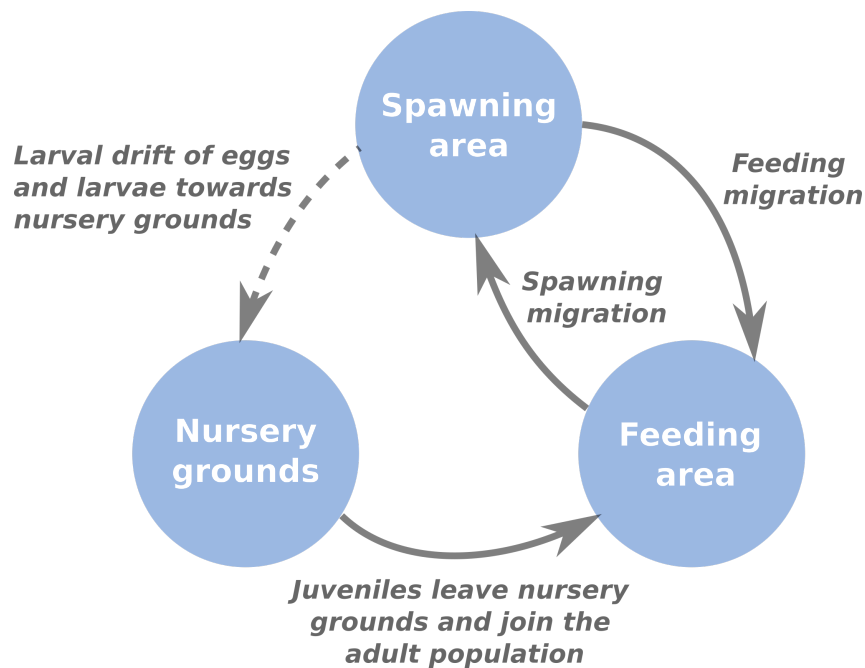 Spawning
area
Larval drift of eggs
and larvae towards
nursery grounds
Feeding
migration
Spawning
migration
Nursery
grounds
Feeding
area
Juveniles leave nursery
grounds and join the
adult population